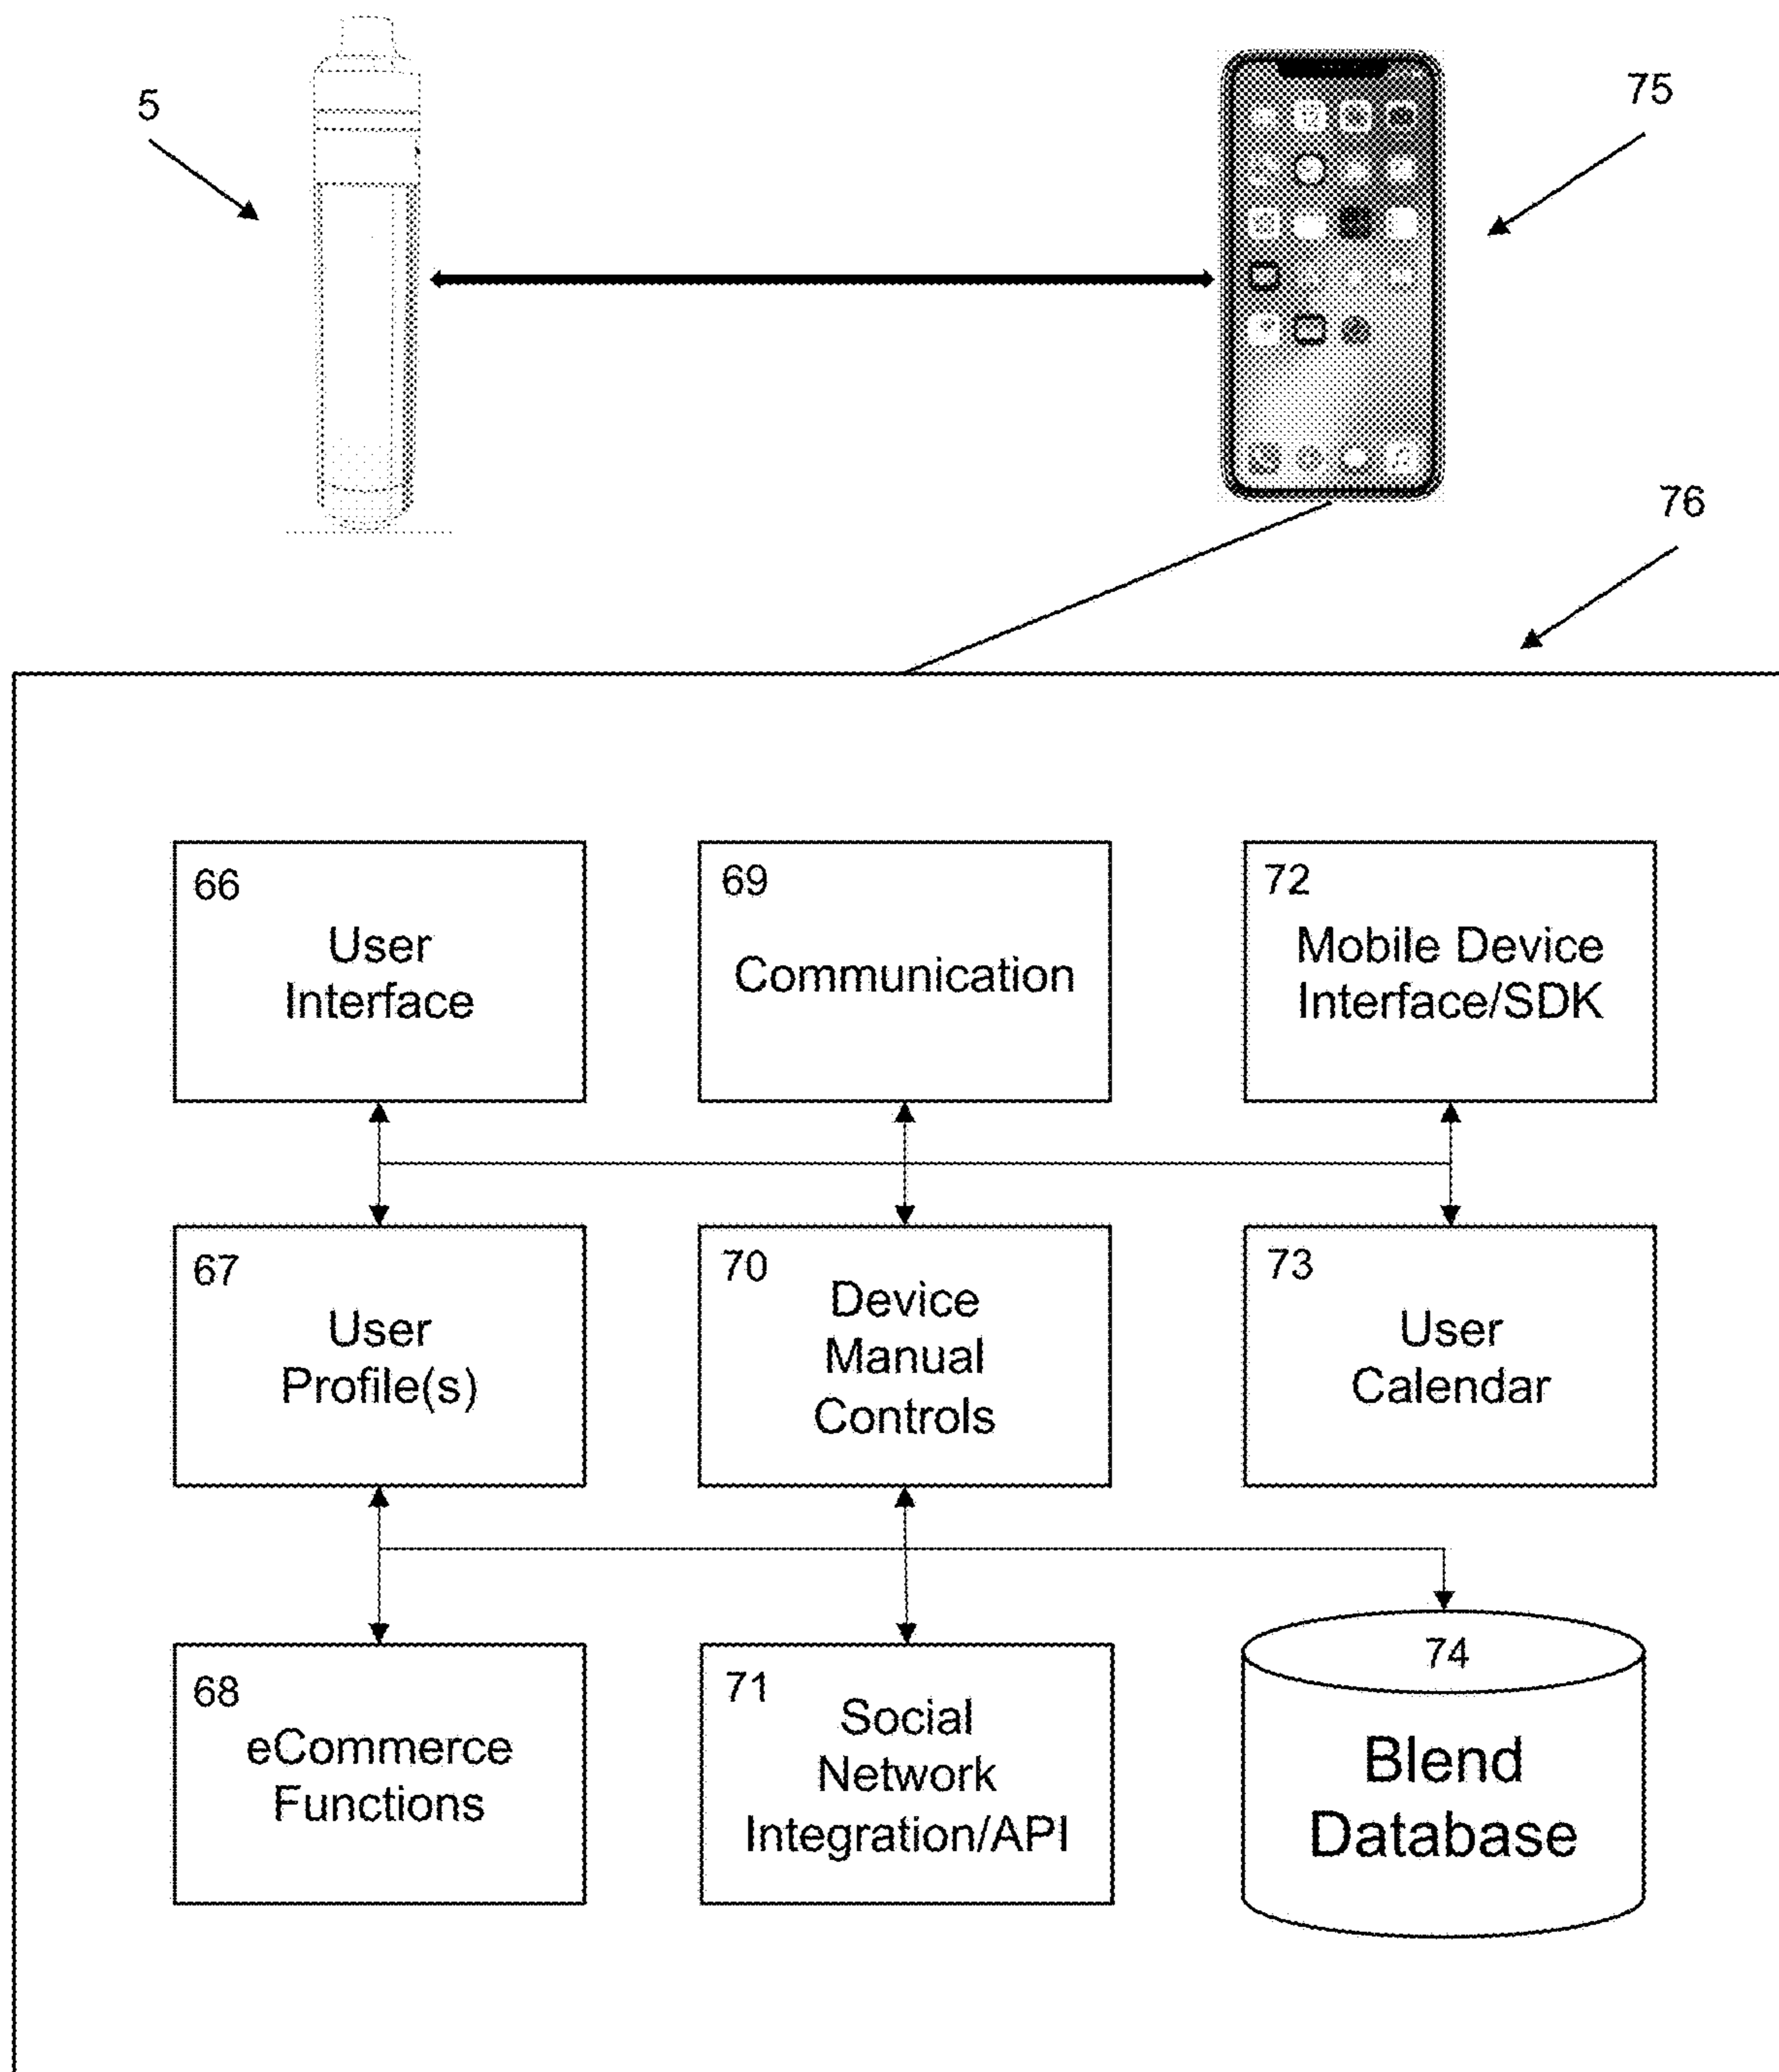 5
75
76
66
User
Interface
69
Communication
72
Mobile Device
Interface/SDK
67
User
Profile(s)
70
Device
Manual
Controls
73
User
Calendar
68
eCommerce
Functions
71
Social
Network
Integration/API
74
Blend
Database